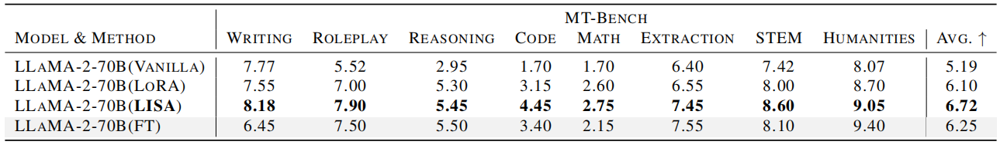 MT-BENCH
MODEL & METHOD WRITING ROLEPLAY REASONING CODE MATH EXTRACTION STEM HUMANITIES AVG. ↑
LLAMA-2-70B(VANILLA) 7.77 5.52 2.95 1.70 1.70 6.40 7.42 8.07 5.19
LLAMA-2-70B(LORA) 7.55 7.00 5.30 3.15 2.60 6.55 8.00 8.70 6.10
LLAMA-2-70B(LISA) 8.18 7.90 5.45 4.45 2.75 7.45 8.60 9.05 6.72
LLAMA-2-70B(FT) 6.45 7.50 5.50 3.40 2.15 7.55 8.10 9.40 6.25